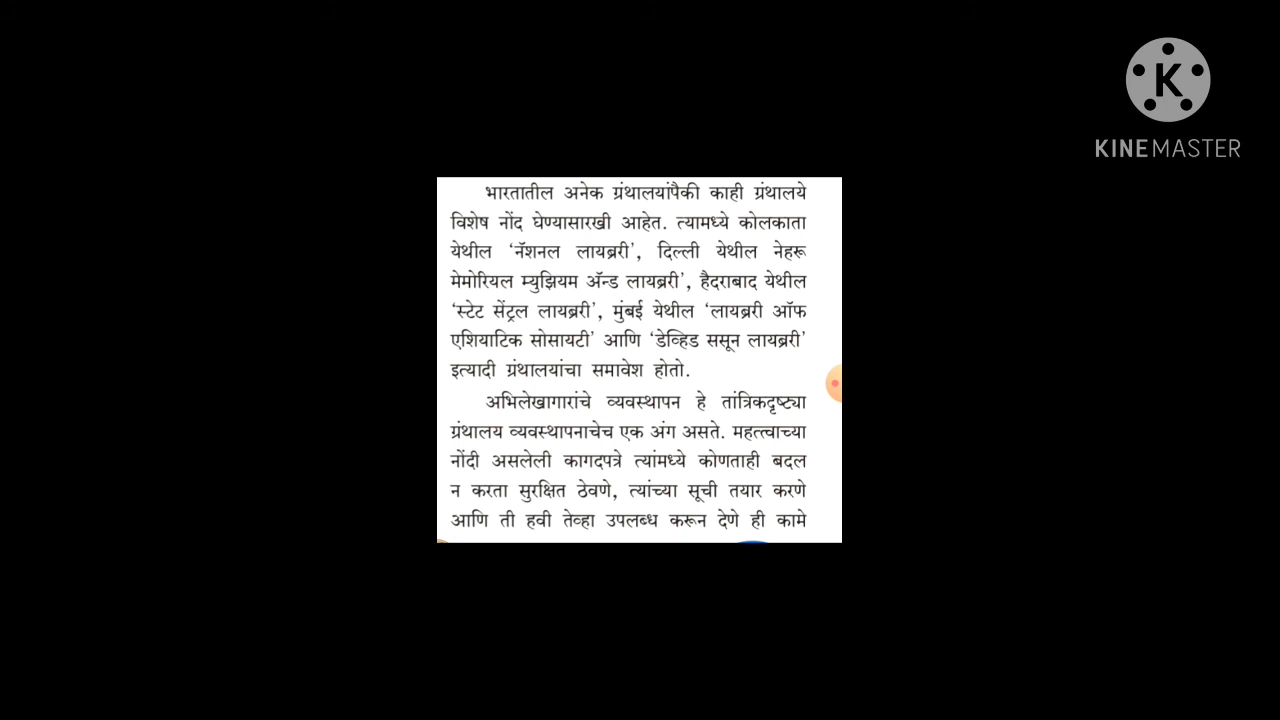 K
KINEMASTER
भारतातील अनेक ग्रंथालयांपैकी काही ग्रंथालये
विशेष नोंद घेण्यासारखी आहेत. त्यामध्ये कोलकाता
येथील ‘नॅशनल लायब्ररी’, दिल्ली येथील नेहरू
मेमोरियल म्युझियम ॲन्ड लायब्ररी’, हैदराबाद येथील
‘स्टेट सेंट्रल लायब्ररी’, मुंबई येथील ‘लायब्ररी ऑफ
एशियाटिक सोसायटी’ आणि ‘डेव्हिड ससून लायब्ररी’
इत्यादी ग्रंथालयांचा समावेश होतो.
अभिलेखागारांचे व्यवस्थापन हे तांत्रिकदृष्ट्या
ग्रंथालय व्यवस्थापनाचेच एक अंग असते. महत्त्वाच्या
नोंदी असलेली कागदपत्रे त्यांमध्ये कोणताही बदल
न करता सुरक्षित ठेवणे, त्यांच्या सूची तयार करणे
आणि ती हवी तेव्हा उपलब्ध करून देणे ही कामे